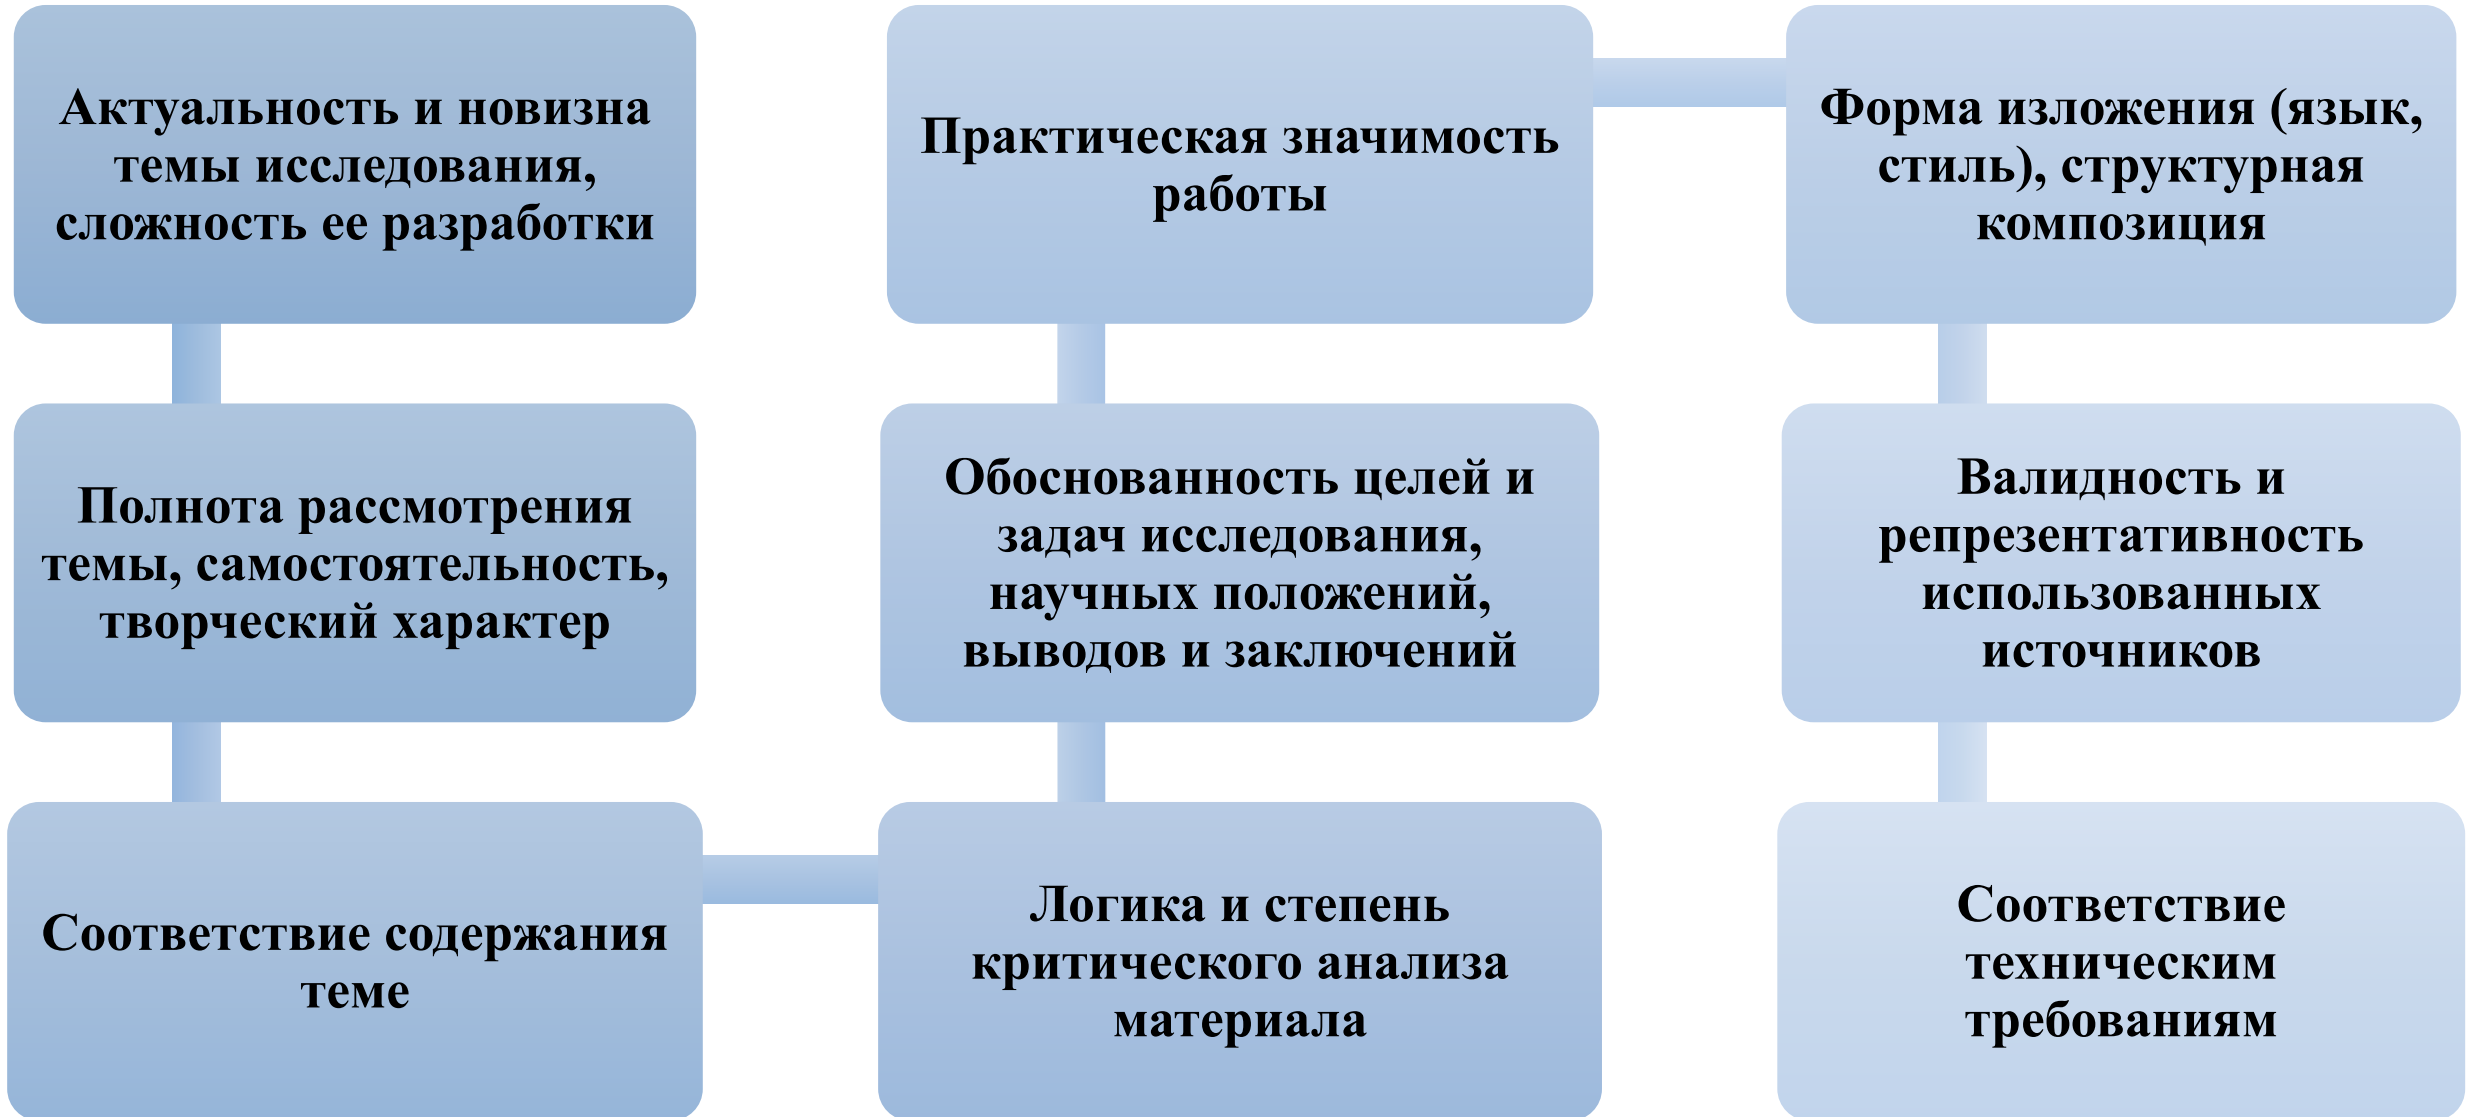 Актуальность и новизна
темы исследования,
сложность ее разработки
Полнота рассмотрения
темы, самостоятельность,
творческий характер
Соответствие содержания
теме
Логика и степень
критического анализа
материала
Обоснованность целей и
задач исследования,
научных положений,
выводов и заключений
Практическая значимость
работы
Форма изложения (язык,
стиль), структурная
композиция
Валидность и
репрезентативность
использованных
источников
Соответствие
техническим
требованиям